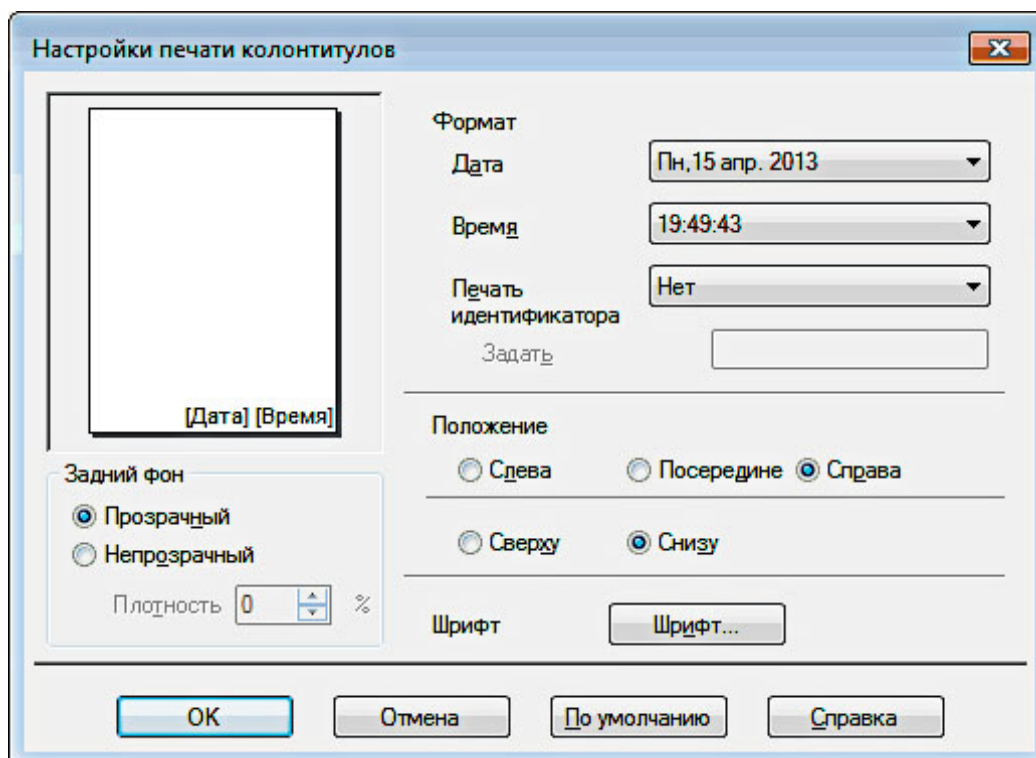 Настройки печати колонтитулов
[Дата] [Время]
Задний фон
Прозрачный
Непрозрачный
Плотность 0 %
Формат
Дата Пн,15 апр. 2013
Время 19:49:43
Печать Нет
идентификатора
Задать
Положение
Слева Посередине Справа
Сверху Снизу
Шрифт Шрифт...
OK Отмена По умолчанию Справка